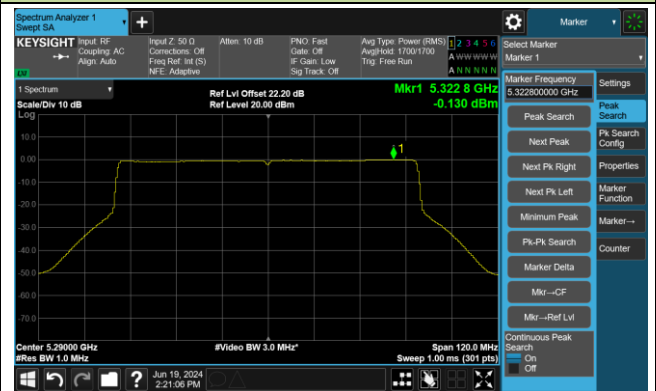 Spectrum Analyzer 1
Swept SA
Marker
KEYSIGHT
Input: RF
Coupling: AC
Align: Auto
Input Z: 50 Ω
Corrections: Off
Freq Ref: Int (S)
NFE: Adaptive
Atten: 10 dB
PNO: Fast
Gate: Off
IF Gain: Low
Sig Track: Off
Avg Type: Power (RMS)
Avg|Hold: 1700/1700
Trig: Free Run
1 2 3 4 5 6
A W W W W W
A N N N N N
Select Marker
Marker 1
1 Spectrum
Scale/Div 10 dB
Log
Ref Lvl Offset 22.20 dB
Ref Level 20.00 dBm
Mkr1 5.322 8 GHz
-0.130 dBm
10.0
0.00
-10.0
-20.0
-30.0
-40.0
-50.0
-60.0
-70.0
1
Center 5.29000 GHz
#Res BW 1.0 MHz
#Video BW 3.0 MHz*
Span 120.0 MHz
Sweep 1.00 ms (301 pts)
Marker Frequency
5.322800000 GHz
Peak Search
Next Peak
Next Pk Right
Next Pk Left
Minimum Peak
Pk-Pk Search
Marker Delta
Mkr→CF
Mkr→Ref Lvl
Continuous Peak
Search
On
Off
Settings
Peak
Search
Pk Search
Config
Properties
Marker
Function
Marker→
Counter
Jun 19, 2024
2:21:06 PM